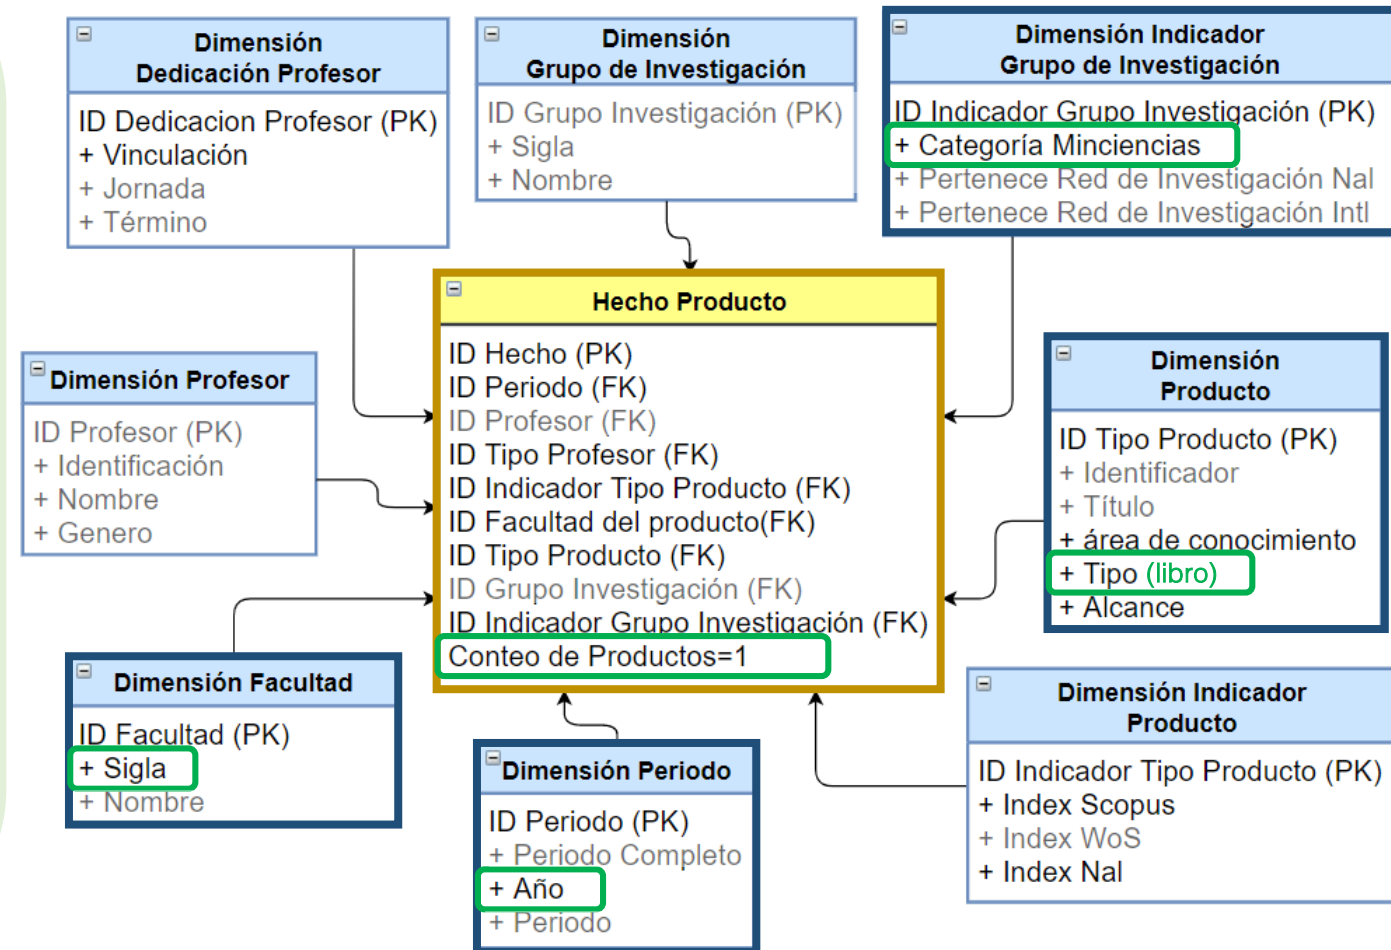 Dimensión
Dedicación Profesor
ID Dedicacion Profesor (PK)
+ Vinculación
+ Jornada
+ Término
Dimensión
Grupo de Investigación
ID Grupo Investigación (PK)
+ Sigla
+ Nombre
Dimensión Indicador
Grupo de Investigación
ID Indicador Grupo Investigación (PK)
+ Categoría Minciencias
+ Pertenece Red de Investigación Nal
+ Pertenece Red de Investigación Intl
Dimensión Profesor
ID Profesor (PK)
+ Identificación
+ Nombre
+ Genero
Hecho Producto
ID Hecho (PK)
ID Periodo (FK)
ID Profesor (FK)
ID Tipo Profesor (FK)
ID Indicador Tipo Producto (FK)
ID Facultad del producto(FK)
ID Tipo Producto (FK)
ID Grupo Investigación (FK)
ID Indicador Grupo Investigación (FK)
Conteo de Productos=1
Dimensión
Producto
ID Tipo Producto (PK)
+ Identificador
+ Título
+ área de conocimiento
+ Tipo (libro)
+ Alcance
Dimensión Facultad
ID Facultad (PK)
+ Sigla
+ Nombre
Dimensión Periodo
ID Periodo (PK)
+ Periodo Completo
+ Año
+ Periodo
Dimensión Indicador
Producto
ID Indicador Tipo Producto (PK)
+ Index Scopus
+ Index WoS
+ Index Nal